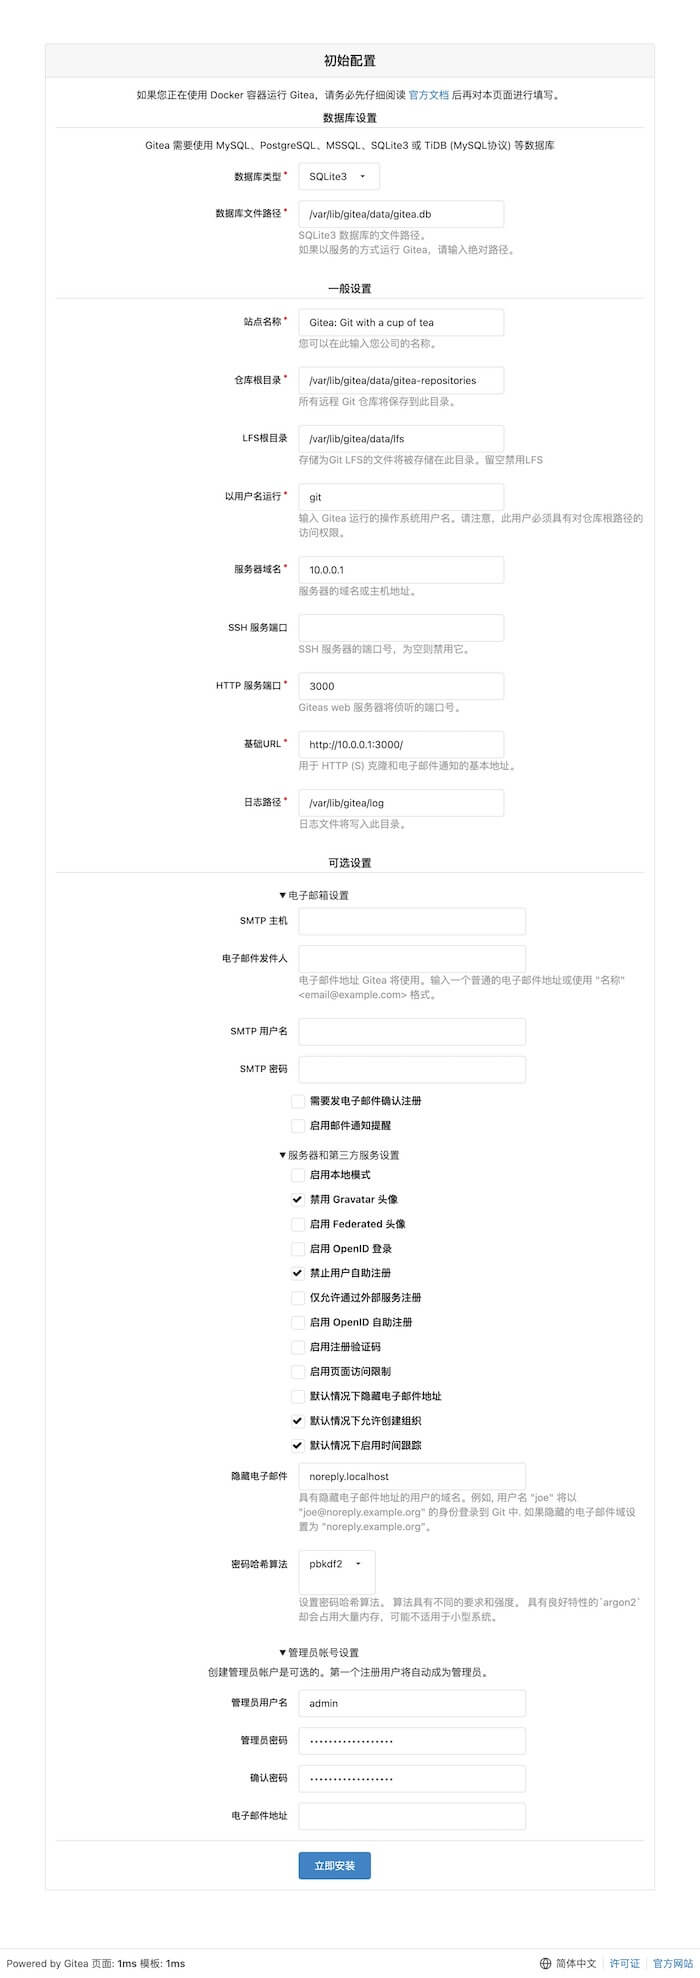 初始配置
如果您正在使用 Docker 容器运行 Gitea，请务必先仔细阅读 官方文档 后再对本页面进行填写。
数据库设置
Gitea 需要使用 MySQL、PostgreSQL、MSSQL、SQLite3 或 TiDB (MySQL协议) 等数据库
数据库类型* SQLite3
数据库文件路径* /var/lib/gitea/data/gitea.db
SQLite3 数据库的文件路径。
如果以服务的方式运行 Gitea，请输入绝对路径。
一般设置
站点名称* Gitea: Git with a cup of tea
您可以在此输入您公司的名称。
仓库根目录* /var/lib/gitea/data/gitea-repositories
所有远程 Git 仓库将保存到此目录。
LFS根目录 /var/lib/gitea/data/lfs
存储为Git LFS的文件将被存储在此目录。留空禁用LFS
以用户名运行* git
输入 Gitea 运行的操作系统用户名。请注意，此用户必须具有对仓库根路径的
访问权限。
服务器域名* 10.0.0.1
服务器的域名或主机地址。
SSH 服务端口
SSH 服务器的端口号，为空则禁用它。
HTTP 服务端口* 3000
Giteas web 服务器将侦听的端口号。
基础URL* http://10.0.0.1:3000/
用于 HTTP (S) 克隆和电子邮件通知的基本地址。
日志路径* /var/lib/gitea/log
日志文件将写入此目录。
可选设置
▼电子邮箱设置
SMTP 主机
电子邮件发件人
电子邮件地址 Gitea 将使用。输入一个普通的电子邮件地址或使用 "名称"
<email@example.com> 格式。
SMTP 用户名
SMTP 密码
需要发电子邮件确认注册
启用邮件通知提醒
▼服务器和第三方服务设置
启用本地模式
禁用 Gravatar 头像
启用 Federated 头像
启用 OpenID 登录
禁止用户自助注册
仅允许通过外部服务注册
启用 OpenID 自助注册
启用注册验证码
启用页面访问限制
默认情况下隐藏电子邮件地址
默认情况下允许创建组织
默认情况下启用时间跟踪
隐藏电子邮件 noreply.localhost
具有隐藏电子邮件地址的用户的域名。例如, 用户名 "joe" 将以
"joe@noreply.example.org" 的身份登录到 Git 中. 如果隐藏的电子邮件域设
置为 "noreply.example.org"。
密码哈希算法 pbkdf2
设置密码哈希算法。 算法具有不同的要求和强度。 具有良好特性的`argon2`
却会占用大量内存，可能不适用于小型系统。
▼管理员帐号设置
创建管理员帐户是可选的。第一个注册用户将自动成为管理员。
管理员用户名 admin
管理员密码 ••••••••••••••••••
确认密码 ••••••••••••••••••
电子邮件地址
立即安装
Powered by Gitea 页面: 1ms 模板: 1ms 简体中文 许可证 官方网站